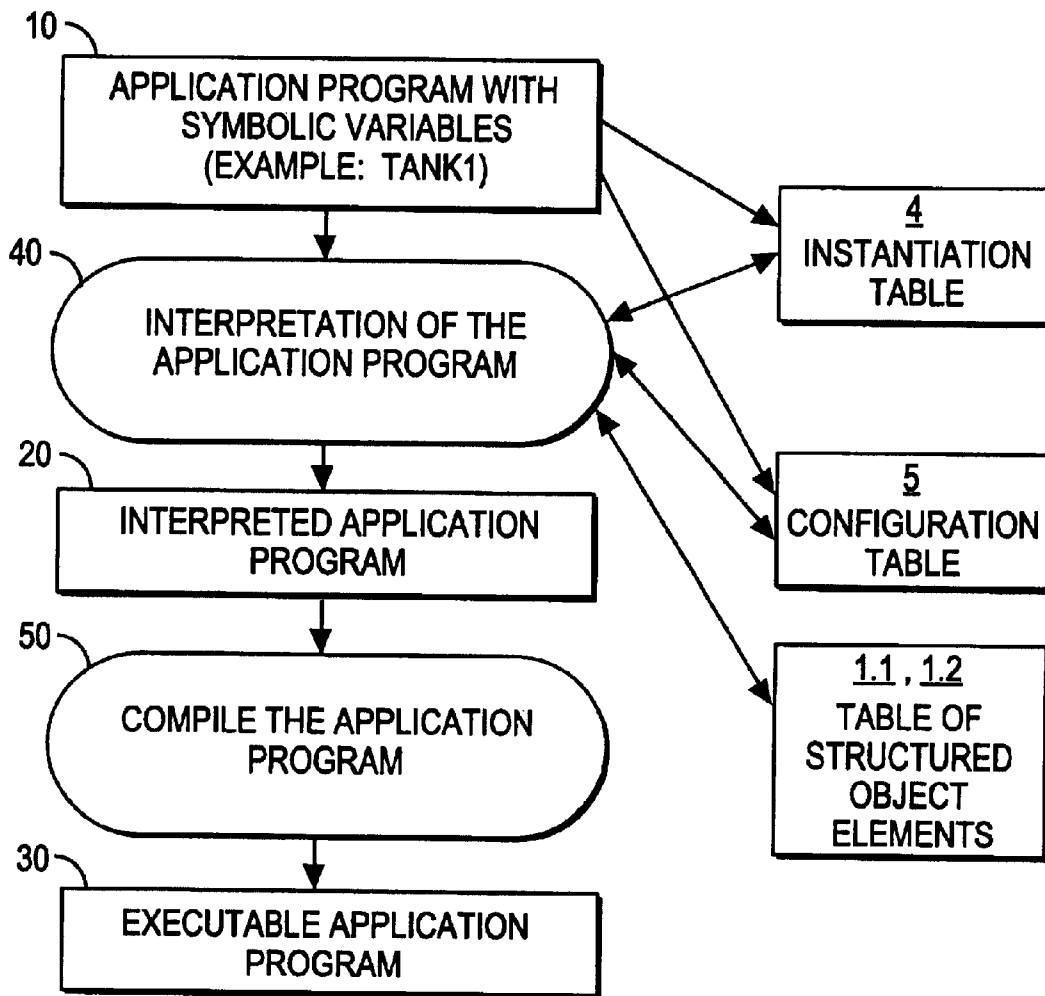 10
APPLICATION PROGRAM WITH
SYMBOLIC VARIABLES
(EXAMPLE: TANK1)
40
INTERPRETATION OF THE
APPLICATION PROGRAM
20
INTERPRETED APPLICATION
PROGRAM
50
COMPILE THE APPLICATION
PROGRAM
30
EXECUTABLE APPLICATION
PROGRAM
4
INSTANTIATION
TABLE
5
CONFIGURATION
TABLE
1.1 , 1.2
TABLE OF
STRUCTURED
OBJECT
ELEMENTS